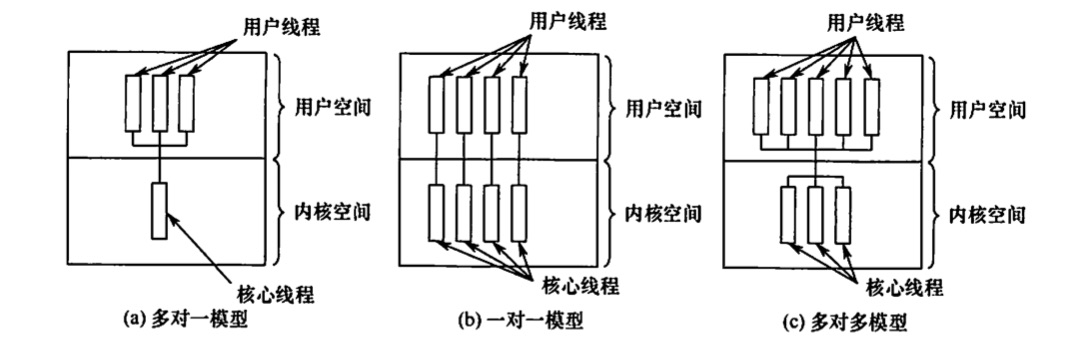 用户线程
用户空间
内核空间
核心线程
(a) 多对一模型
用户线程
用户空间
内核空间
核心线程
(b) 一对一模型
用户线程
用户空间
内核空间
核心线程
(c) 多对多模型